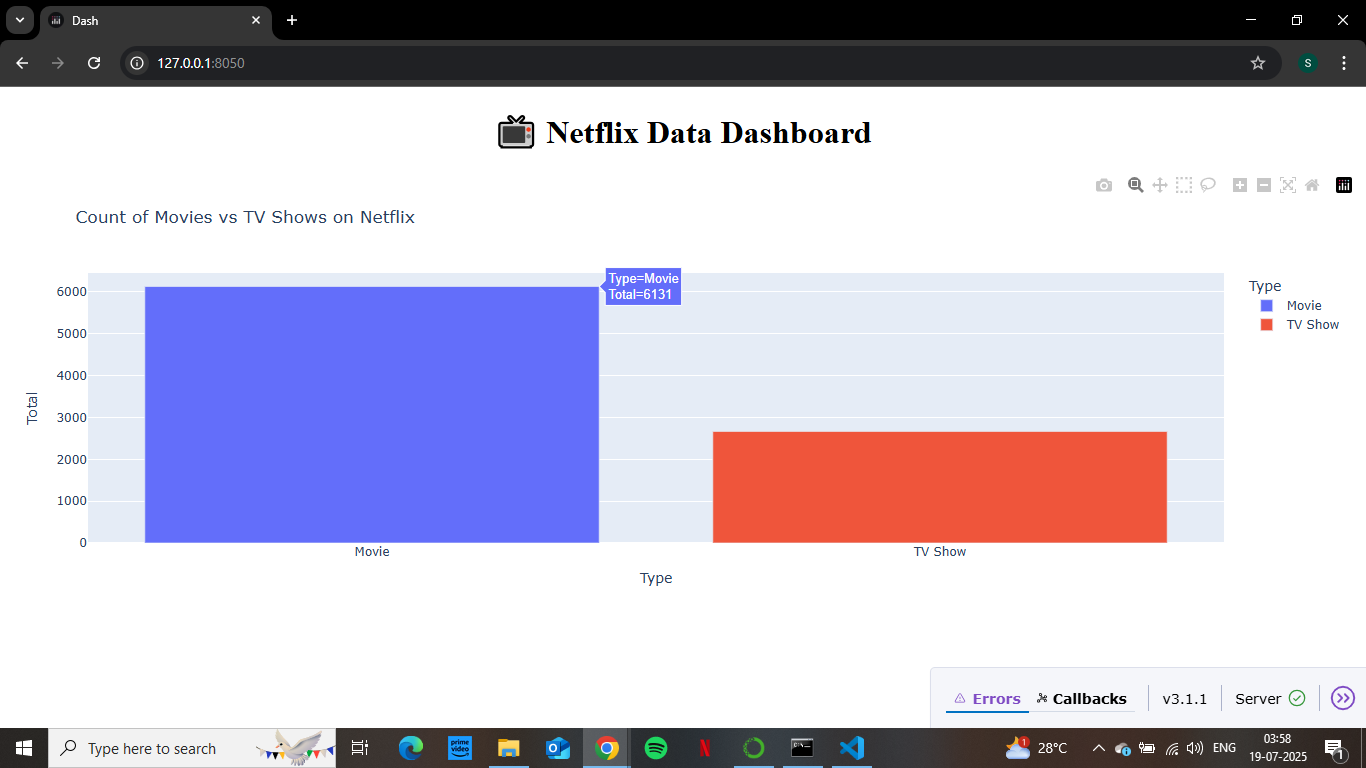 Dash
127.0.0.1:8050
S
Netflix Data Dashboard
Count of Movies vs TV Shows on Netflix
Type=Movie
Total=6131
Type
Movie
TV Show
6000
5000
4000
3000
2000
1000
0
Total
Movie
TV Show
Type
Errors
Callbacks
v3.1.1
Server
Type here to search
prime video
1
28°C
ENG
03:58
19-07-2025
1